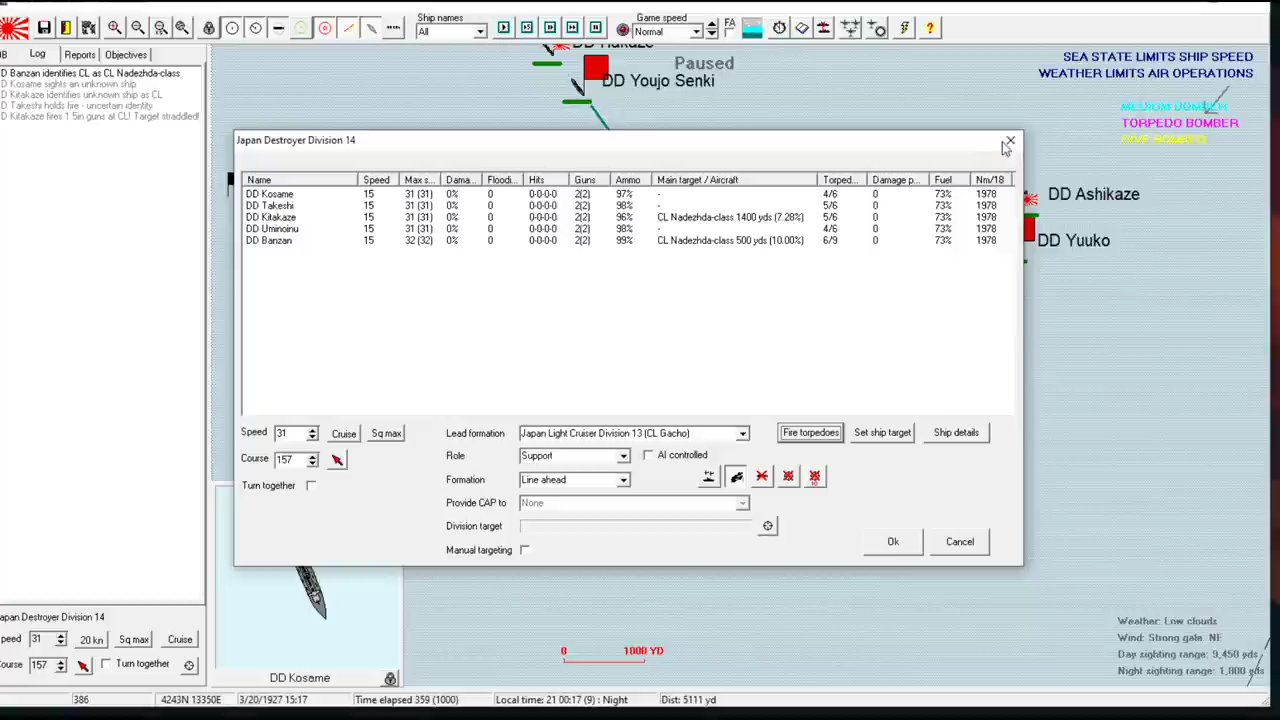 Ship names
All
Game speed
Normal
FA
Log
Reports
Objectives
D Banzan identifies CL as CL Nadezhda-class
D Kosame sights an unknown ship
D Kitakaze identifies unknown ship as CL
D Takeshi holds fire - uncertain identity
D Kitakaze fires 1 5in guns at CL! Target straddled!
Paused
DD Youjo Senki
SEA STATE LIMITS SHIP SPEED
WEATHER LIMITS AIR OPERATIONS
MEDIUM BOMBER
TORPEDO BOMBER
DIVE BOMBER
DD Ashikaze
DD Yuuko
Japan Destroyer Division 14
Name Speed Max s... Dama... Floodi... Hits Guns Ammo Main target / Aircraft Torped... Damage p... Fuel Nm/18
DD Kosame 15 31 (31) 0% 0 0-0-0-0 2(2) 97% - 4/6 0 73% 1978
DD Takeshi 15 31 (31) 0% 0 0-0-0-0 2(2) 98% - 5/6 0 73% 1978
DD Kitakaze 15 31 (31) 0% 0 0-0-0-0 2(2) 96% CL Nadezhda-class 1400 yds (7.28%) 5/6 0 73% 1978
DD Uminoinu 15 31 (31) 0% 0 0-0-0-0 2(2) 98% - 4/6 0 73% 1978
DD Banzan 15 32 (32) 0% 0 0-0-0-0 2(2) 99% CL Nadezhda-class 500 yds (10.00%) 6/9 0 73% 1978
Speed 31 Cruise Sq max
Course 157
Turn together
Lead formation Japan Light Cruiser Division 13 (CL Gacho)
Role Support AI controlled
Formation Line ahead
Provide CAP to None
Division target
Manual targeting
Fire torpedoes Set ship target Ship details
Ok Cancel
apan Destroyer Division 14
peed 31 20 kn Sq max Cruise
ourse 157 Turn together
DD Kosame
0 1000 YD
Weather: Low clouds
Wind: Strong gale NE
Day sighting range: 9,450 yds
Night sighting range: 1,800 yds
386 4243N 13350E 3/20/1927 15:17 Time elapsed 359 (1000) Local time: 21 00:17 (9) : Night Dist: 5111 yd